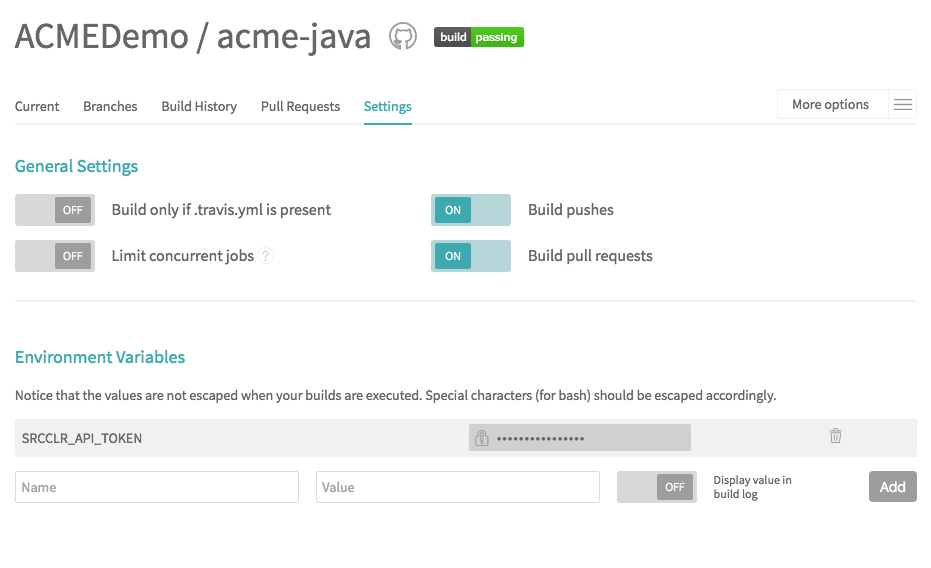 ACMEDemo / acme-java build passing
Current Branches Build History Pull Requests Settings More options
General Settings
OFF Build only if .travis.yml is present ON Build pushes
OFF Limit concurrent jobs ? ON Build pull requests
Environment Variables
Notice that the values are not escaped when your builds are executed. Special characters (for bash) should be escaped accordingly.
SRCCLR_API_TOKEN ••••••••••••••••
Name Value OFF Display value in
build log Add